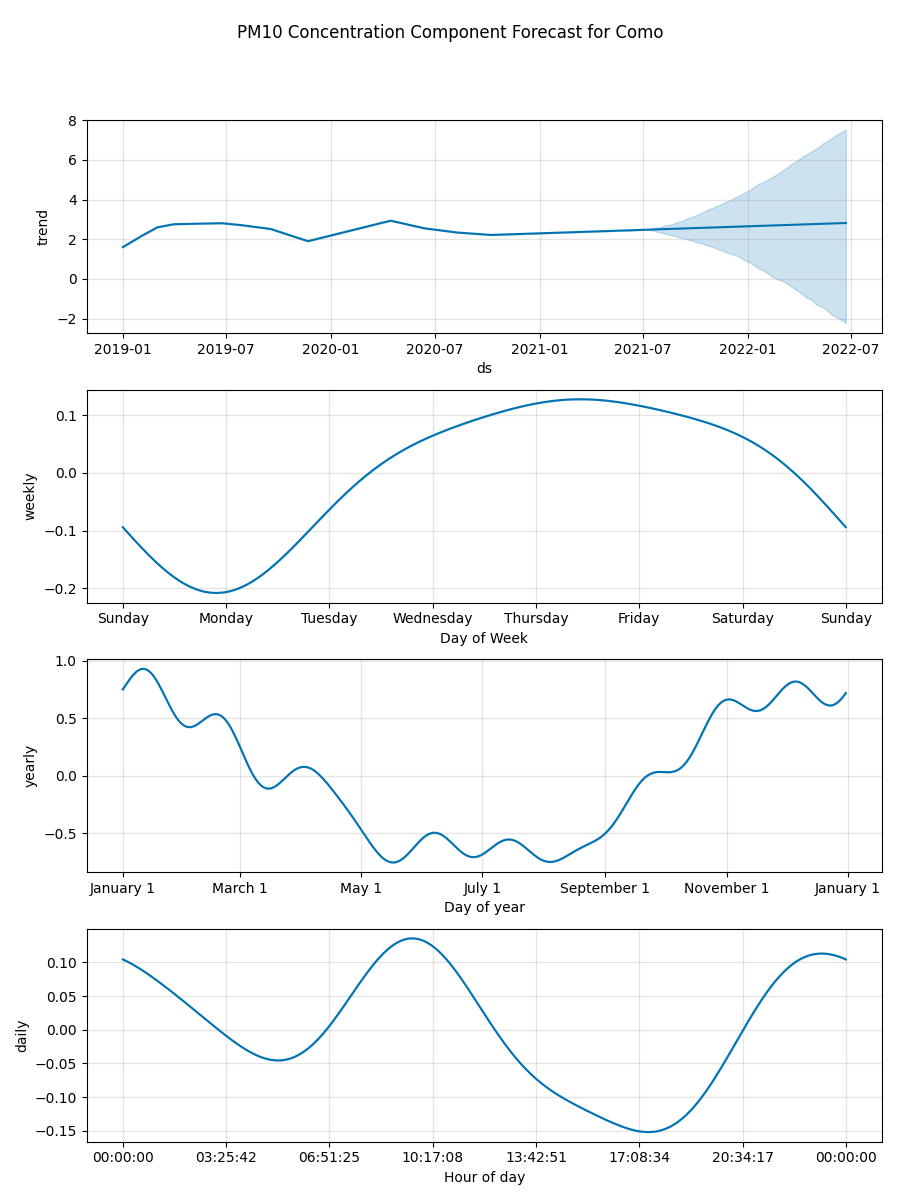 PM10 Concentration Component Forecast for Como
8
6
4
2
0
−2
trend
2019-01 2019-07 2020-01 2020-07 2021-01 2021-07 2022-01 2022-07
ds
0.1
0.0
−0.1
−0.2
weekly
Sunday Monday Tuesday Wednesday Thursday Friday Saturday Sunday
Day of Week
1.0
0.5
0.0
−0.5
yearly
January 1 March 1 May 1 July 1 September 1 November 1 January 1
Day of year
0.10
0.05
0.00
−0.05
−0.10
−0.15
daily
00:00:00 03:25:42 06:51:25 10:17:08 13:42:51 17:08:34 20:34:17 00:00:00
Hour of day